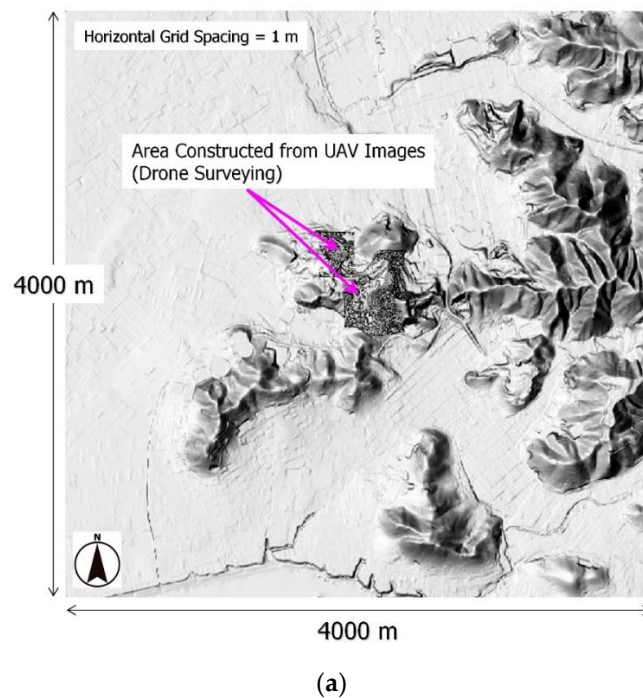 Horizontal Grid Spacing = 1 m
Area Constructed from UAV Images
(Drone Surveying)
4000 m
N
4000 m
(a)